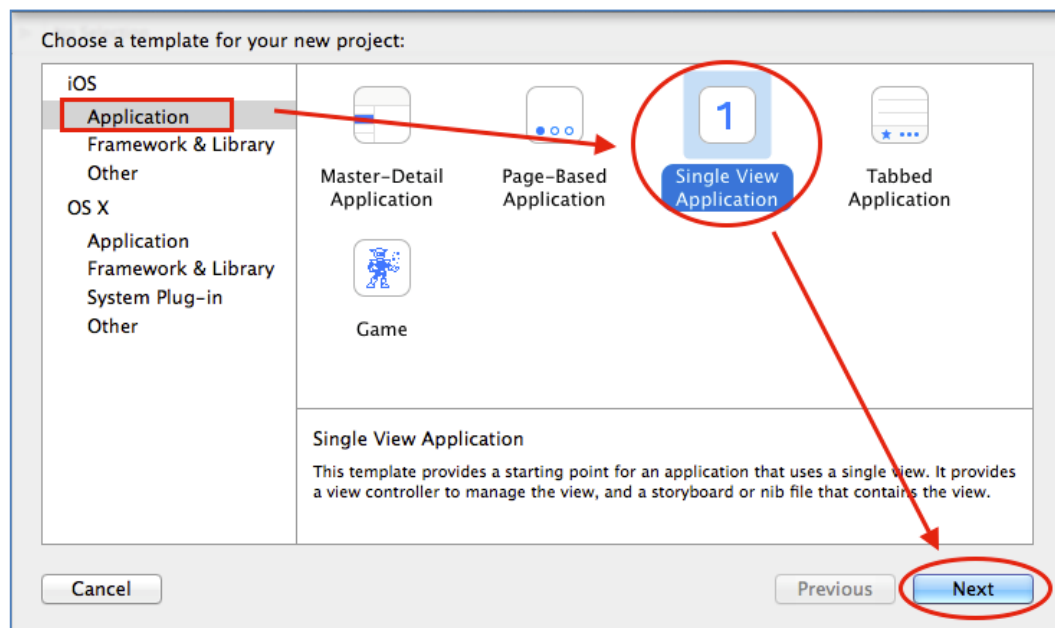 Choose a template for your new project:
iOS
Application
Framework & Library
Other
OS X
Application
Framework & Library
System Plug-in
Other
Master-Detail
Application
Page-Based
Application
1
Single View
Application
Tabbed
Application
Game
Single View Application
This template provides a starting point for an application that uses a single view. It provides
a view controller to manage the view, and a storyboard or nib file that contains the view.
Cancel
Previous
Next